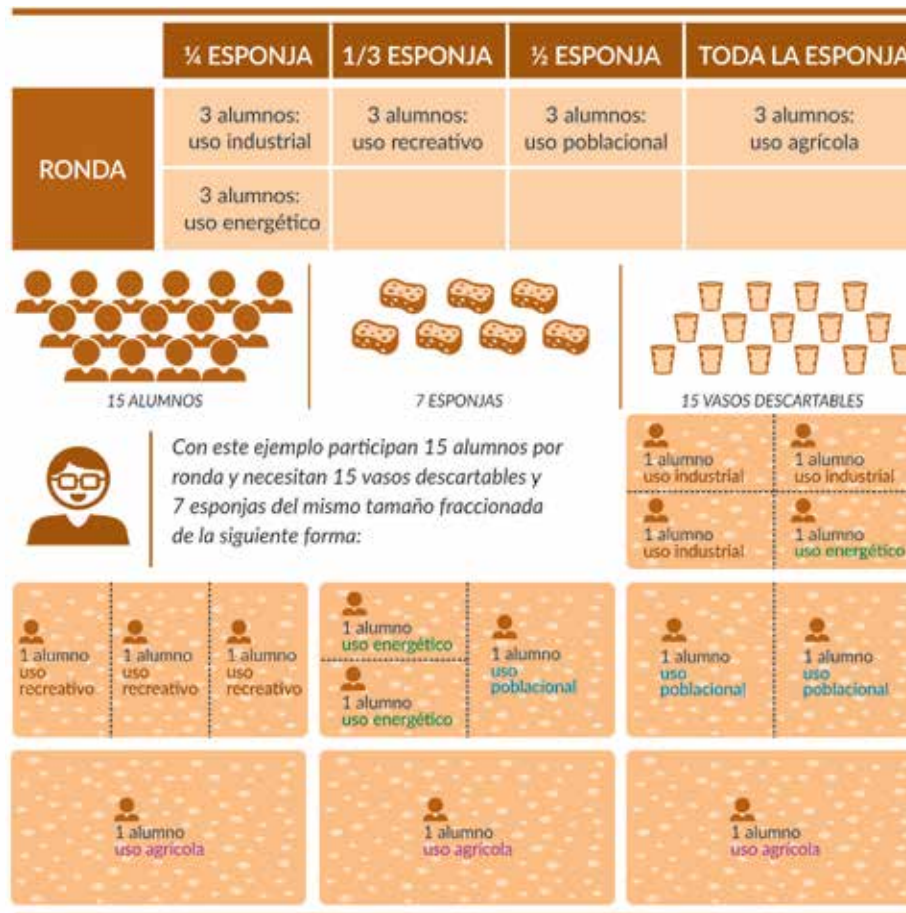 ¼ ESPONJA
1/3 ESPONJA
½ ESPONJA
TODA LA ESPONJA
RONDA
3 alumnos:
uso industrial
3 alumnos:
uso recreativo
3 alumnos:
uso poblacional
3 alumnos:
uso agrícola
3 alumnos:
uso energético
15 ALUMNOS
7 ESPONJAS
15 VASOS DESCARTABLES
Con este ejemplo participan 15 alumnos por
ronda y necesitan 15 vasos descartables y
7 esponjas del mismo tamaño fraccionada
de la siguiente forma:
1 alumno
uso industrial
1 alumno
uso industrial
1 alumno
uso industrial
1 alumno
uso energético
1 alumno
uso
recreativo
1 alumno
uso
recreativo
1 alumno
uso
recreativo
1 alumno
uso energético
1 alumno
uso energético
1 alumno
uso
poblacional
1 alumno
uso
poblacional
1 alumno
uso
poblacional
1 alumno
uso agrícola
1 alumno
uso agrícola
1 alumno
uso agrícola